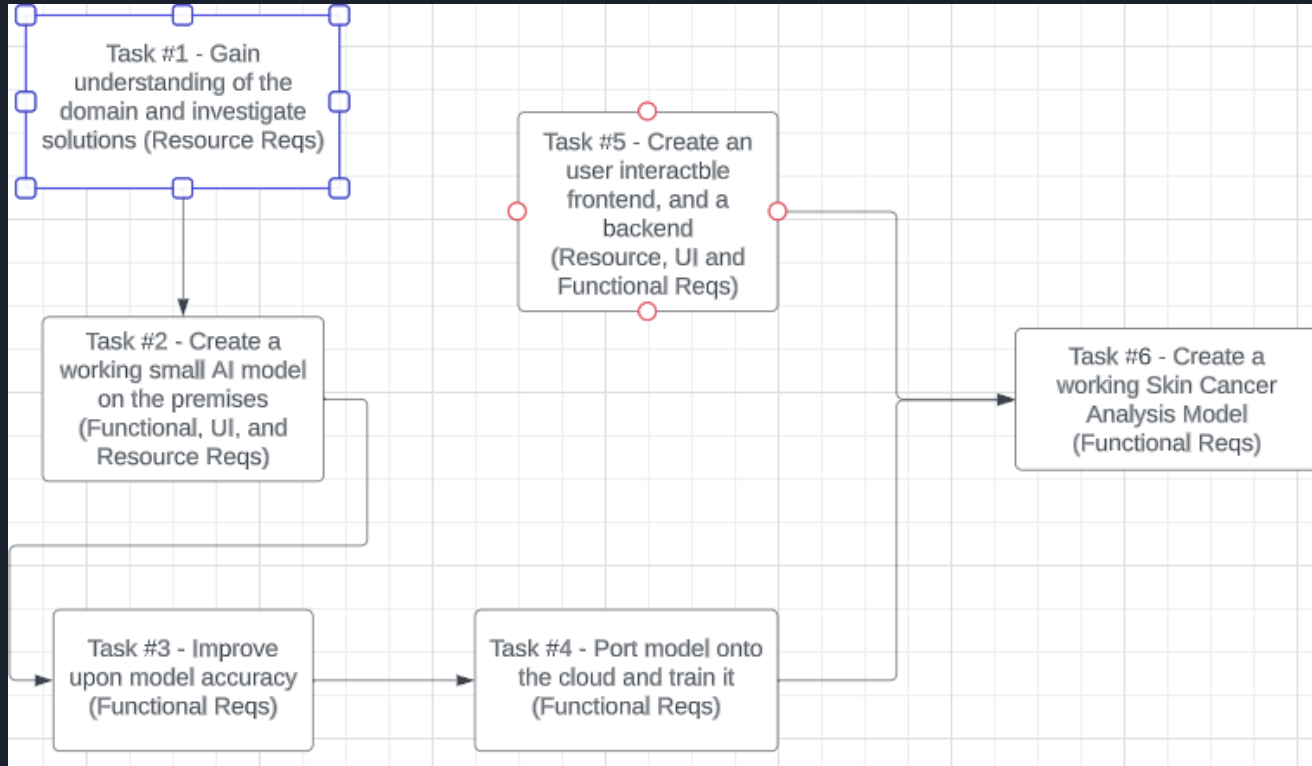 Task #1 - Gain
understanding of the
domain and investigate
solutions (Resource Reqs)
Task #5 - Create an
user interactble
frontend, and a
backend
(Resource, UI and
Functional Reqs)
Task #2 - Create a
working small AI model
on the premises
(Functional, UI, and
Resource Reqs)
Task #6 - Create a
working Skin Cancer
Analysis Model
(Functional Reqs)
Task #3 - Improve
upon model accuracy
(Functional Reqs)
Task #4 - Port model onto
the cloud and train it
(Functional Reqs)